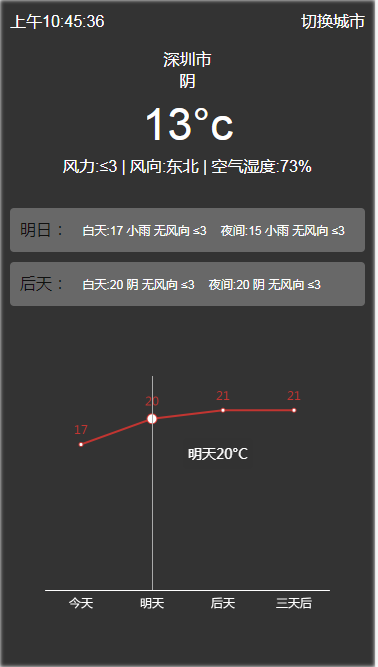 上午10:45:36 切换城市
深圳市
阴
13°c
风力:≤3 | 风向:东北 | 空气湿度:73%
明日： 白天:17 小雨 无风向 ≤3 夜间:15 小雨 无风向 ≤3
后天： 白天:20 阴 无风向 ≤3 夜间:20 阴 无风向 ≤3
17 20 21 21
明天20°C
今天 明天 后天 三天后